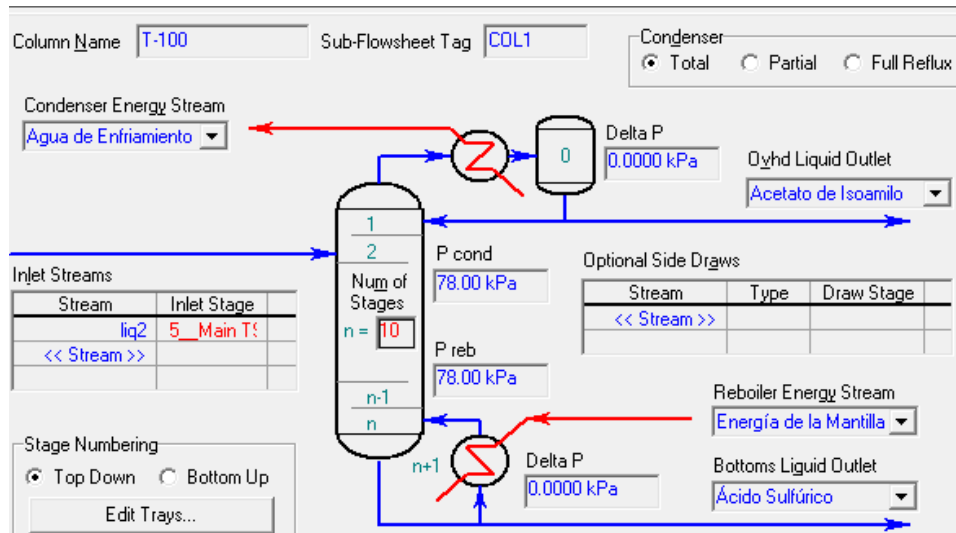 Column Name T-100 Sub-Flowsheet Tag COL1
Condenser
Total Partial Full Reflux
Condenser Energy Stream
Agua de Enfriamiento
0
Delta P
0.0000 kPa
Ovhd Liquid Outlet
Acetato de Isoamilo
1
2
Num of
Stages
n = 10
n-1
n
n+1
P cond
78.00 kPa
P reb
78.00 kPa
Inlet Streams
Stream Inlet Stage
liq2 5__Main TS
<< Stream >>
Optional Side Draws
Stream Type Draw Stage
<< Stream >>
Stage Numbering
Top Down Bottom Up
Edit Trays...
Delta P
0.0000 kPa
Reboiler Energy Stream
Energía de la Mantilla
Bottoms Liquid Outlet
Ácido Sulfúrico